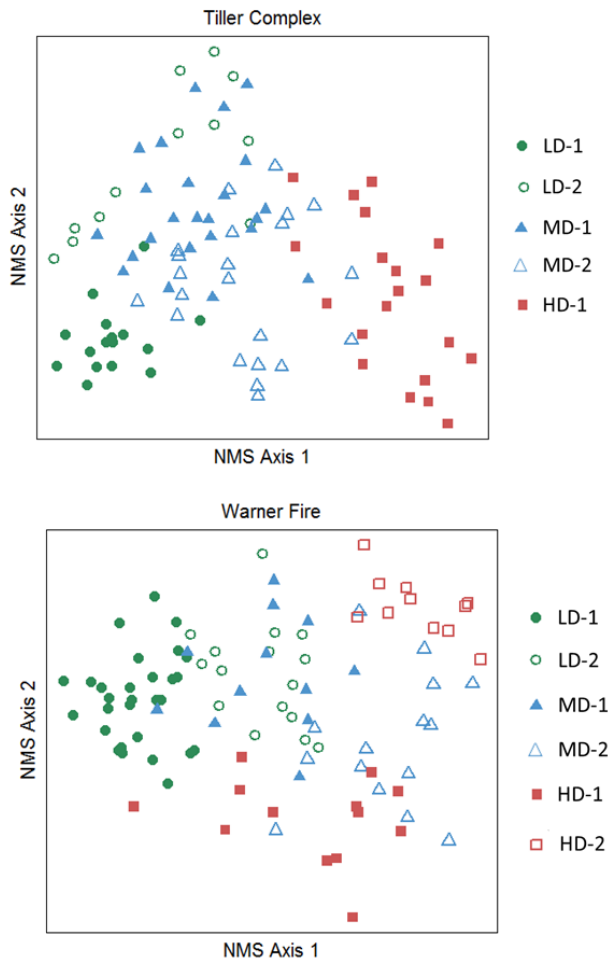 Tiller Complex
NMS Axis 2
LD-1
LD-2
MD-1
MD-2
HD-1
NMS Axis 1
Warner Fire
NMS Axis 2
LD-1
LD-2
MD-1
MD-2
HD-1
HD-2
NMS Axis 1